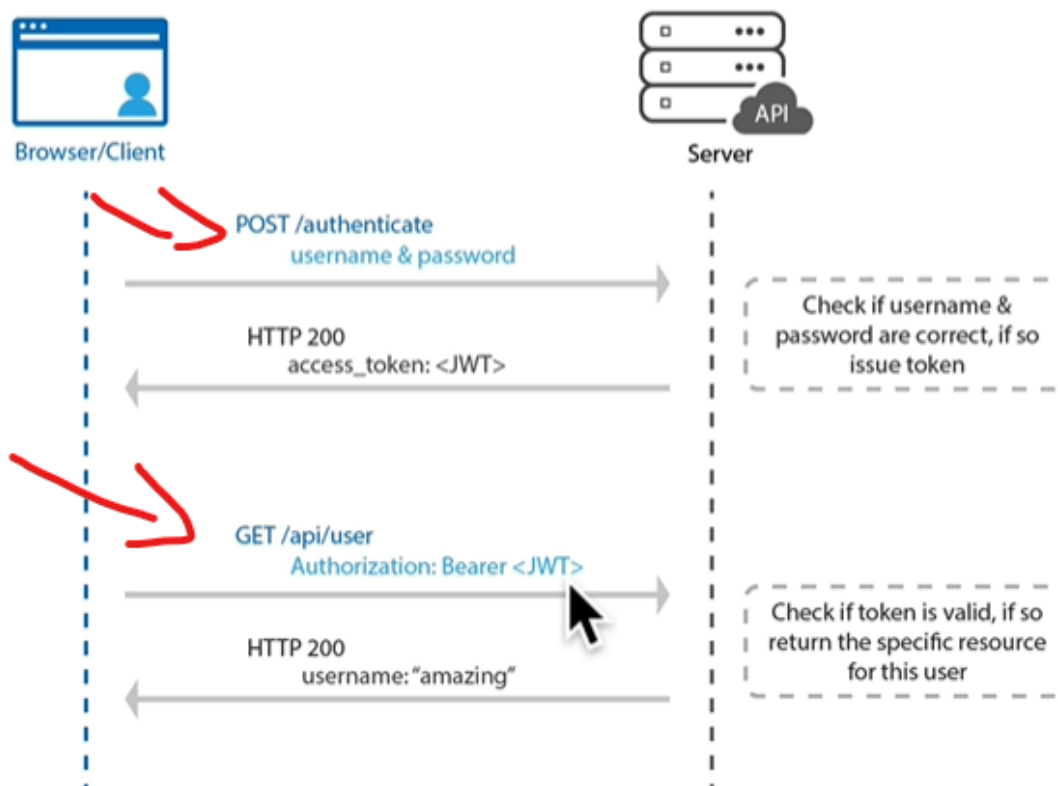 API
Browser/Client
Server
POST /authenticate
username & password
Check if username &
password are correct, if so
issue token
HTTP 200
access_token: <JWT>
GET /api/user
Authorization: Bearer <JWT>
Check if token is valid, if so
return the specific resource
for this user
HTTP 200
username: “amazing”